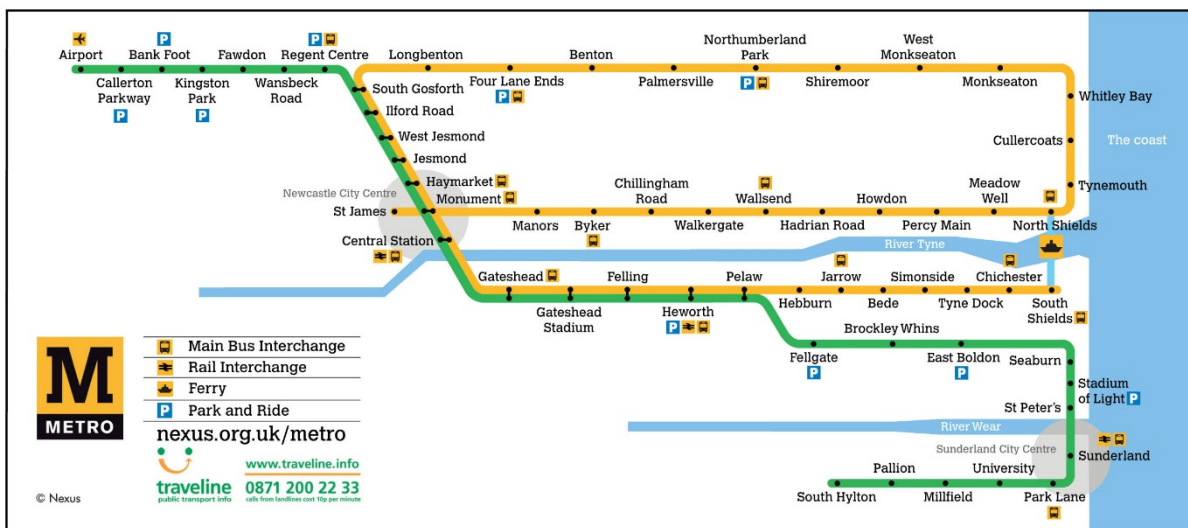 Airport
Callerton
Parkway
Bank Foot
Kingston
Park
Fawdon
Wansbeck
Road
Regent Centre
Longbenton
Four Lane Ends
Benton
Palmersville
Northumberland
Park
Shiremoor
West
Monkseaton
Monkseaton
South Gosforth
Ilford Road
West Jesmond
Jesmond
Haymarket
Newcastle City Centre
Monument
St James
Central Station
Whitley Bay
Cullercoats
The coast
Tynemouth
Manors
Byker
Chillingham
Road
Walkergate
Wallsend
Hadrian Road
Howdon
Percy Main
Meadow
Well
North Shields
River Tyne
Gateshead
Gateshead
Stadium
Felling
Heworth
Pelaw
Hebburn
Jarrow
Bede
Simonside
Tyne Dock
Chichester
South
Shields
Fellgate
Brockley Whins
East Boldon
Seaburn
Stadium
of Light
St Peter's
River Wear
Sunderland City Centre
Sunderland
Park Lane
University
Millfield
Pallion
South Hylton
M
METRO
Main Bus Interchange
Rail Interchange
Ferry
P Park and Ride
nexus.org.uk/metro
traveline
public transport info
www.traveline.info
0871 200 22 33
calls from landlines cost 10p per minute
© Nexus